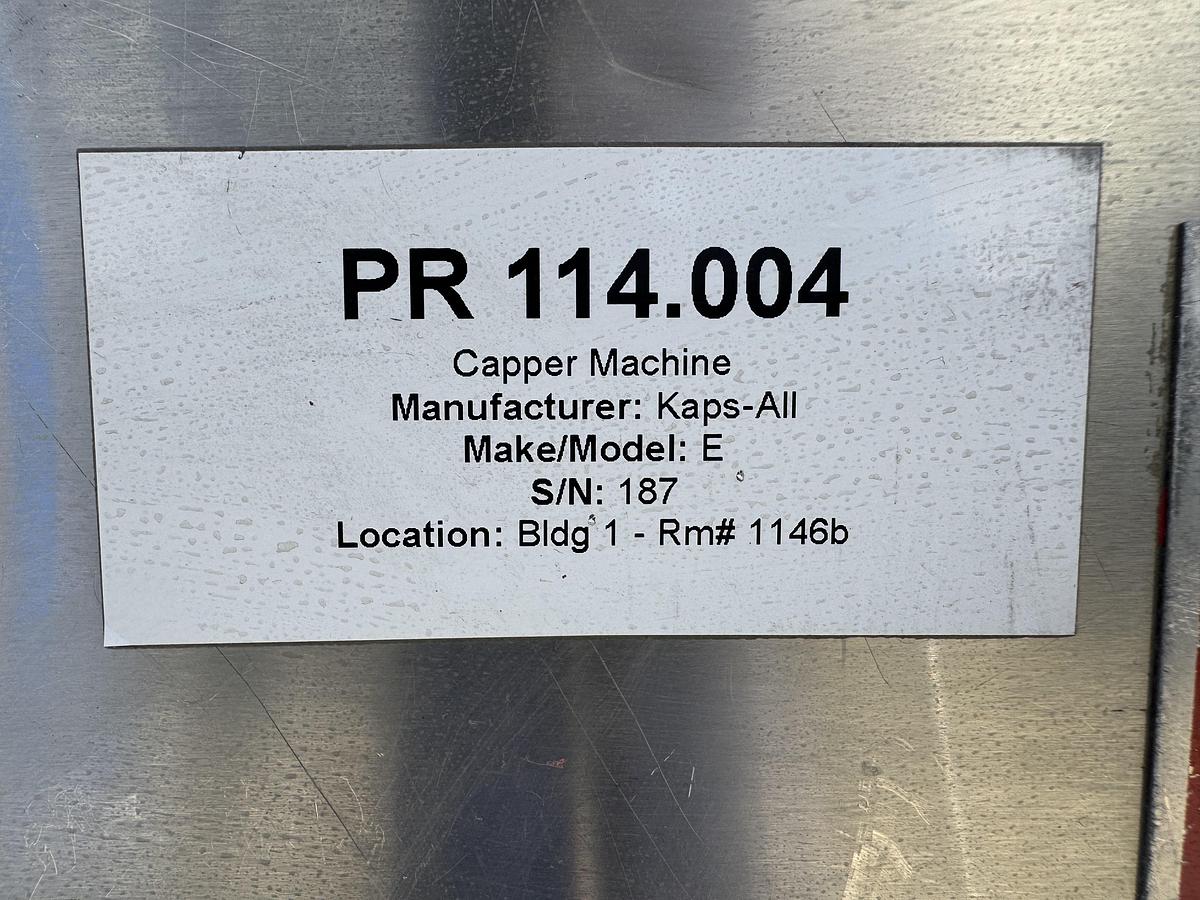 PR 114.004
Capper Machine
Manufacturer: Kaps-All
Make/Model: E
S/N: 187
Location: Bldg 1 - Rm# 1146b